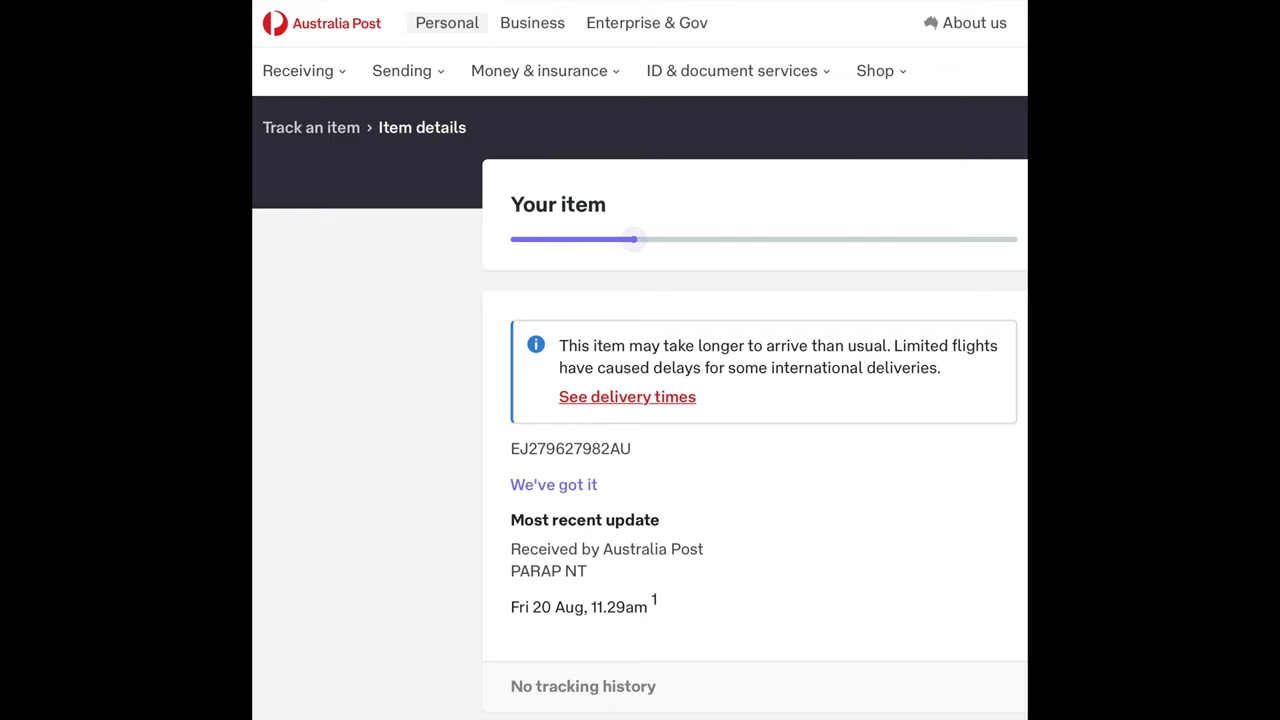 Australia Post Personal Business Enterprise & Gov About us
Receiving Sending Money & insurance ID & document services Shop
Track an item › Item details
Your item
This item may take longer to arrive than usual. Limited flights
have caused delays for some international deliveries.
See delivery times
EJ279627982AU
We've got it
Most recent update
Received by Australia Post
PARAP NT
Fri 20 Aug, 11.29am 1
No tracking history